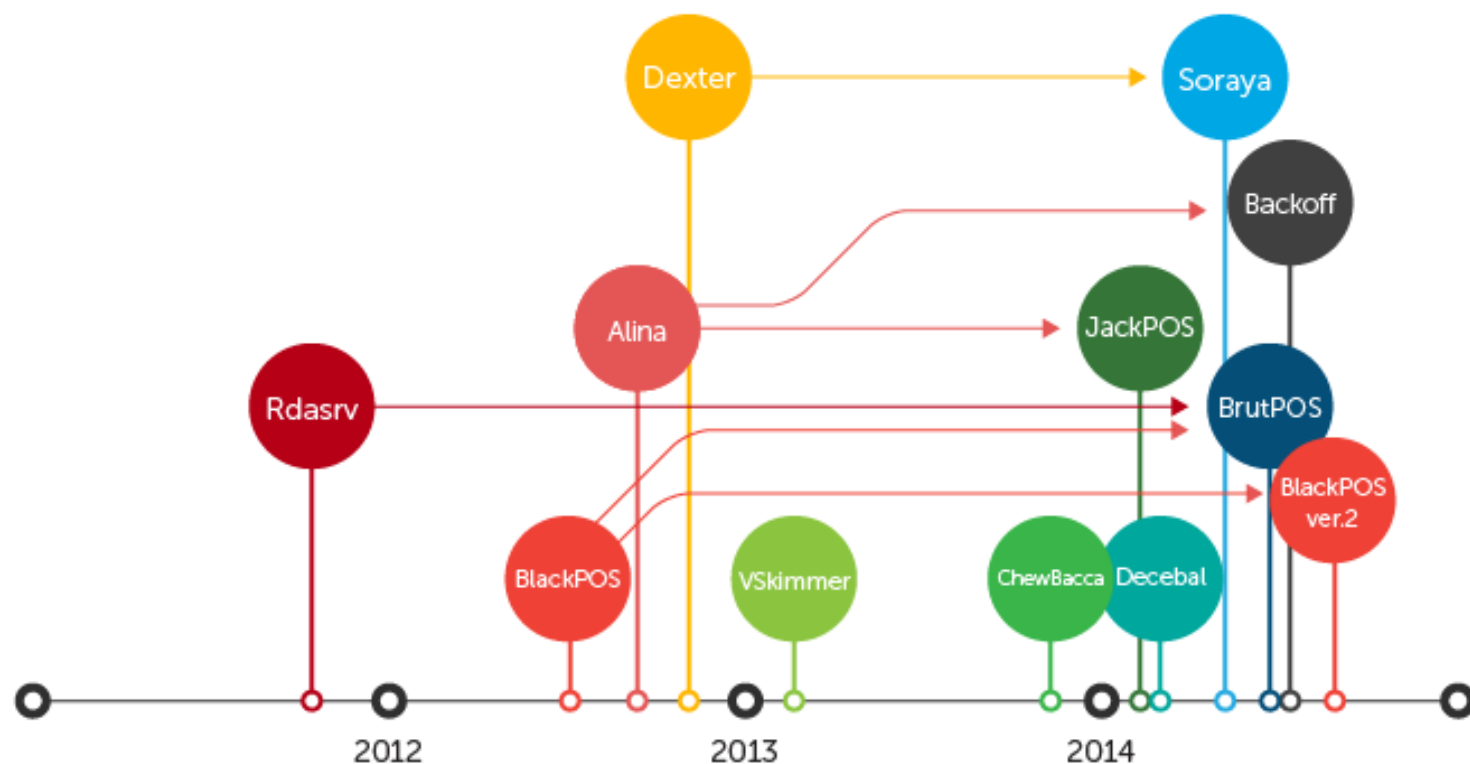 Dexter
Soraya
Backoff
Alina
JackPOS
Rdasrv
BrutPOS
BlackPOS
ver.2
BlackPOS
VSkimmer
ChewBacca
Decebal
2012
2013
2014